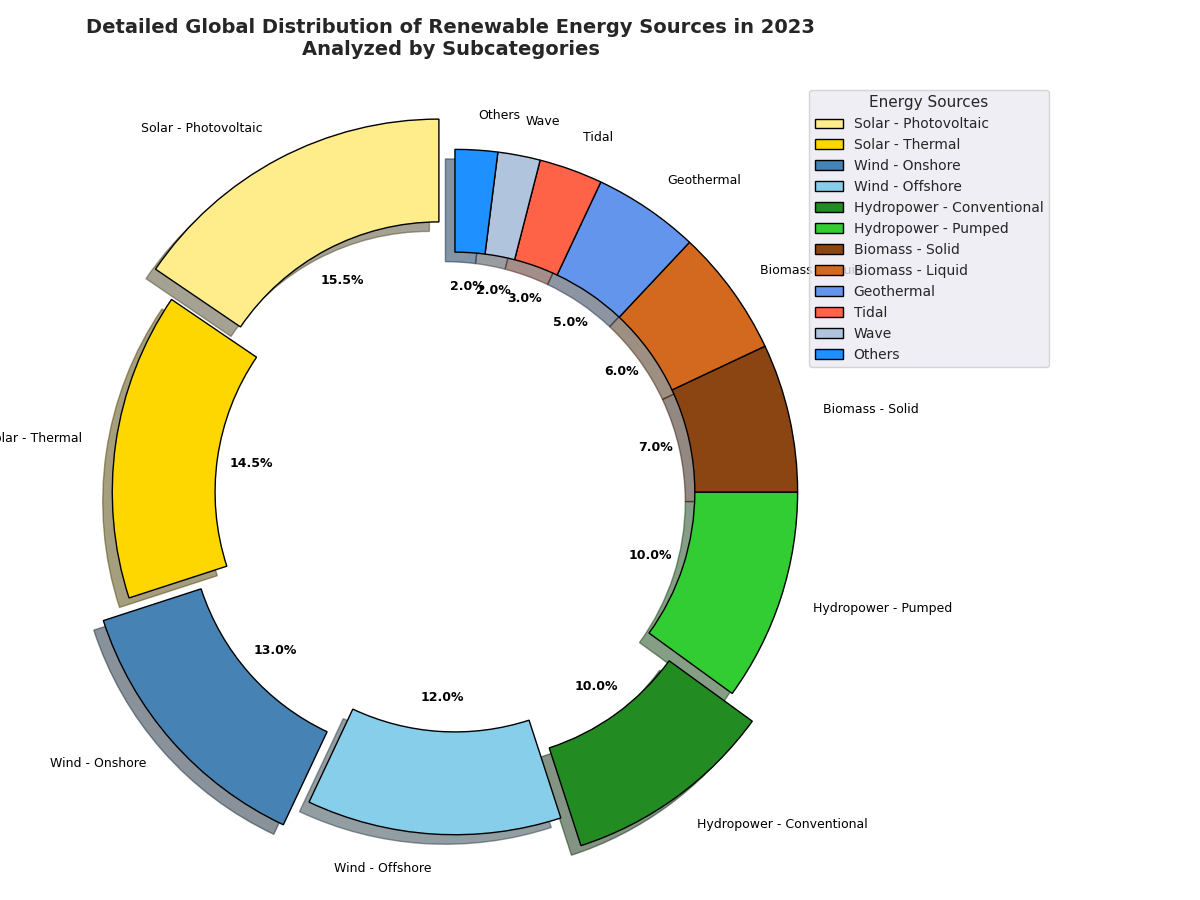 Detailed Global Distribution of Renewable Energy Sources in 2023
Analyzed by Subcategories
Energy Sources
Solar - Photovoltaic
Solar - Thermal
Wind - Onshore
Wind - Offshore
Hydropower - Conventional
Hydropower - Pumped
Biomass - Solid
Biomass - Liquid
Geothermal
Tidal
Wave
Others
Others
Wave
Tidal
Solar - Photovoltaic
Geothermal
Biomass
15.5%
2.0%
2.0%
3.0%
5.0%
6.0%
Biomass - Solid
- Thermal
7.0%
14.5%
10.0%
Hydropower - Pumped
13.0%
10.0%
12.0%
Wind - Onshore
Hydropower - Conventional
Wind - Offshore